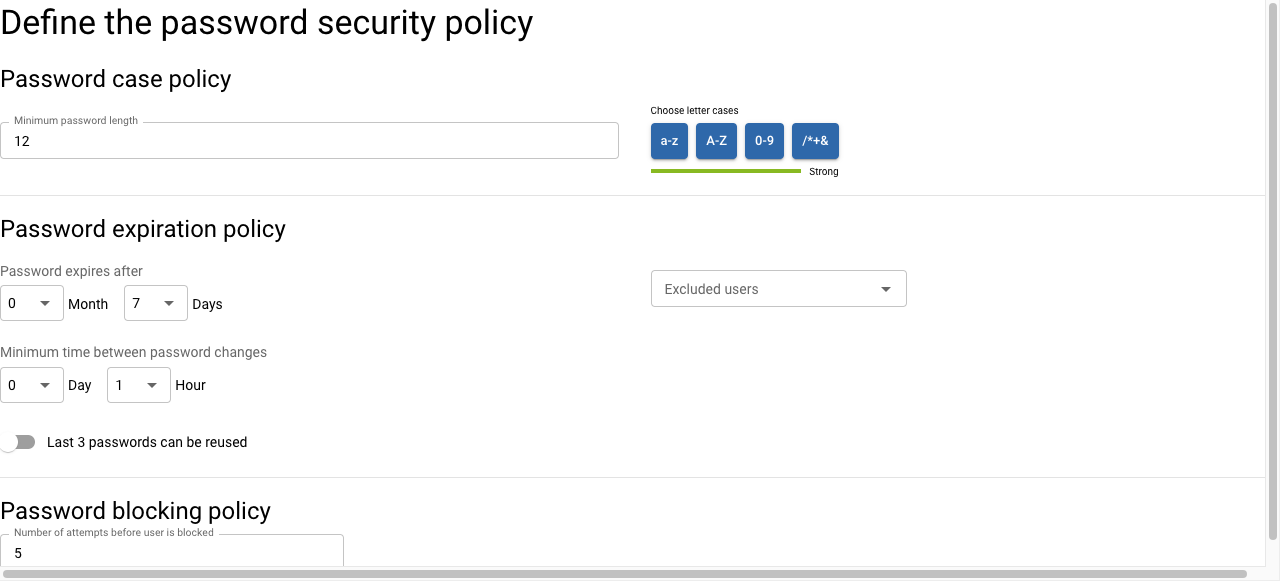 Define the password security policy
Password case policy
Minimum password length
12
Choose letter cases
a-z A-Z 0-9 /*+&
Strong
Password expiration policy
Password expires after
0 Month 7 Days
Excluded users
Minimum time between password changes
0 Day 1 Hour
Last 3 passwords can be reused
Password blocking policy
Number of attempts before user is blocked
5